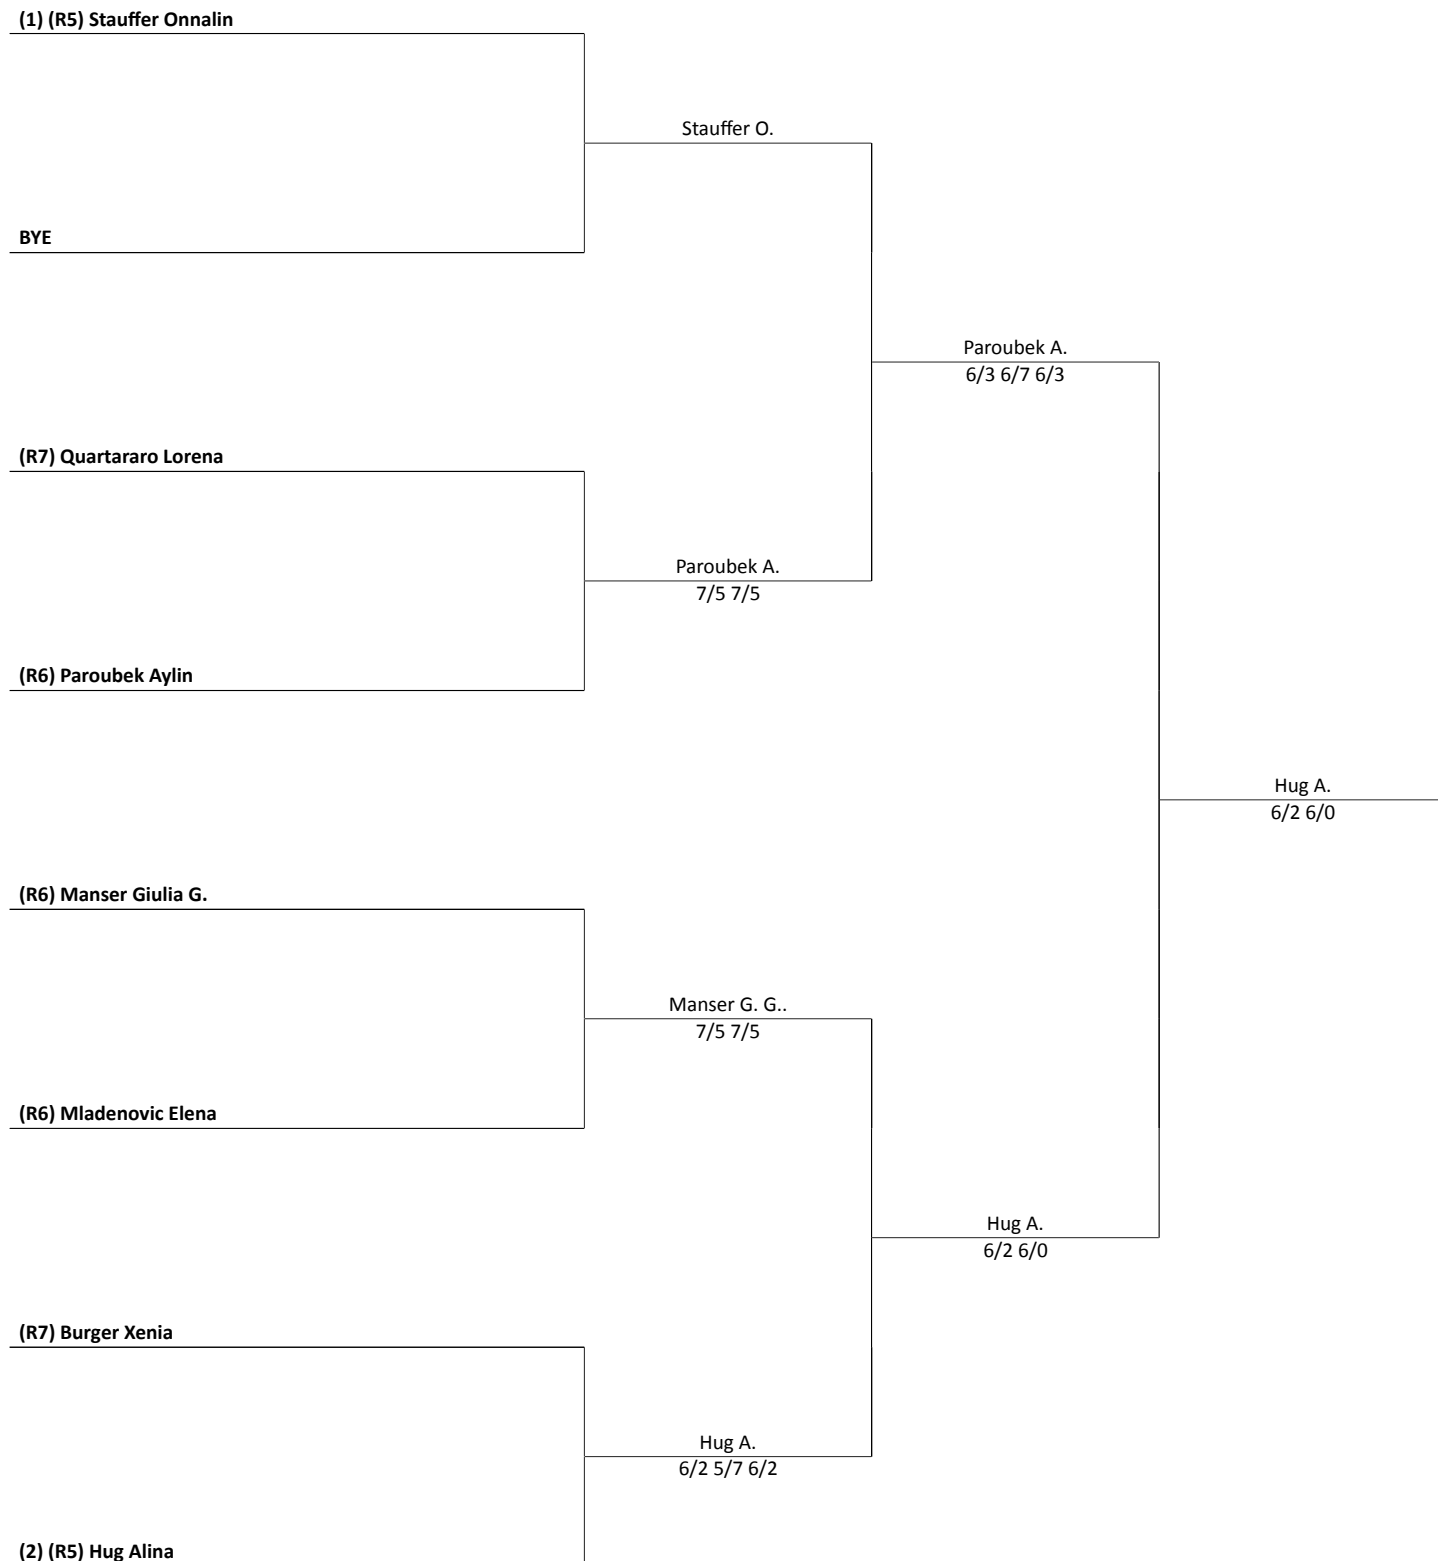 (1) (R5) Stauffer Onnalin
Stauffer O.
BYE
Paroubek A.
6/3 6/7 6/3
(R7) Quartararo Lorena
Paroubek A.
7/5 7/5
(R6) Paroubek Aylin
Hug A.
6/2 6/0
(R6) Manser Giulia G.
Manser G. G..
7/5 7/5
(R6) Mladenovic Elena
Hug A.
6/2 6/0
(R7) Burger Xenia
Hug A.
6/2 5/7 6/2
(2) (R5) Hug Alina